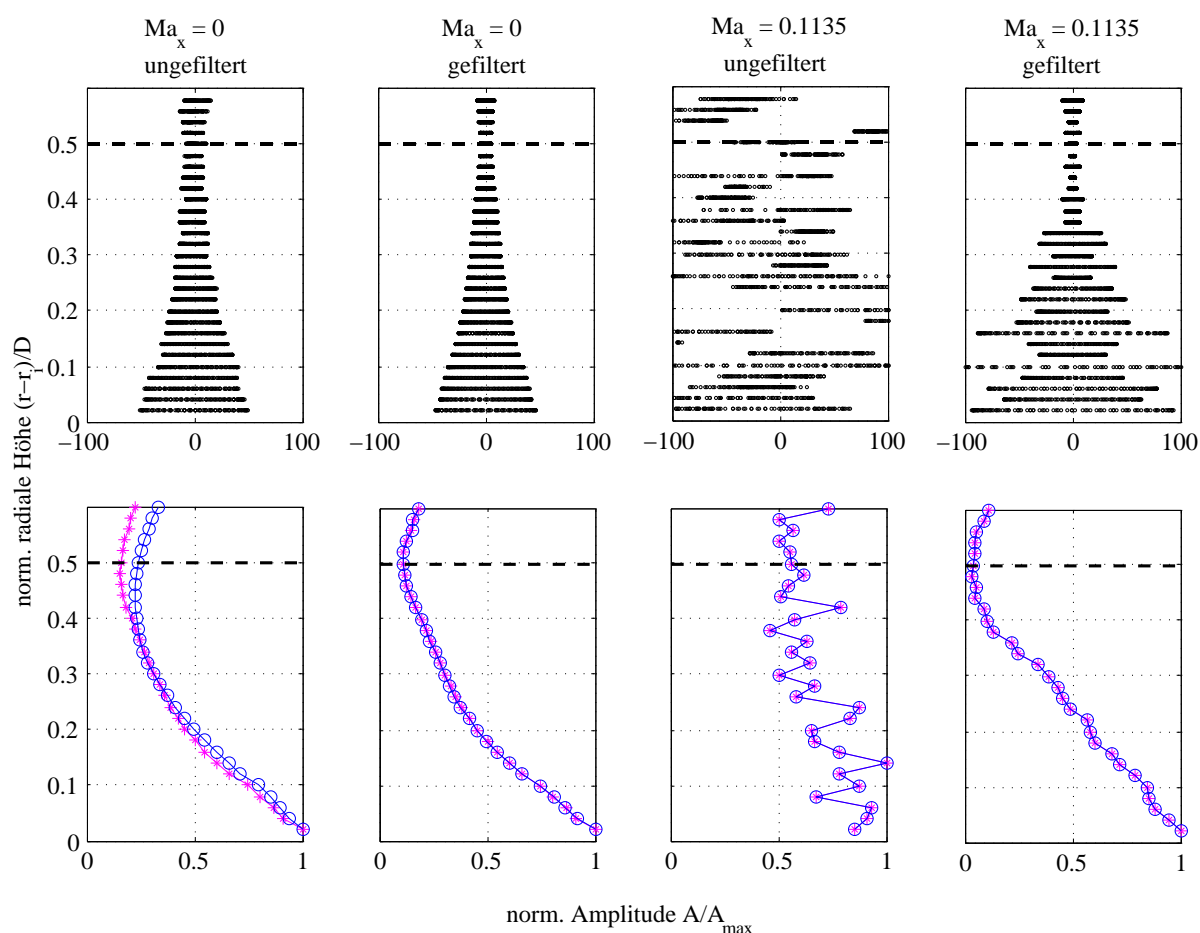 Ma_x = 0
ungefiltert
Ma_x = 0
gefiltert
Ma_x = 0.1135
ungefiltert
Ma_x = 0.1135
gefiltert
norm. radiale Höhe (r−r_i)/D
0.5
0.4
0.3
0.2
0.1
0
−100 0 100
−100 0 100
−100 0 100
−100 0 100
0.5
0.4
0.3
0.2
0.1
0
0 0.5 1
0 0.5 1
0 0.5 1
0 0.5 1
norm. Amplitude A/A_max